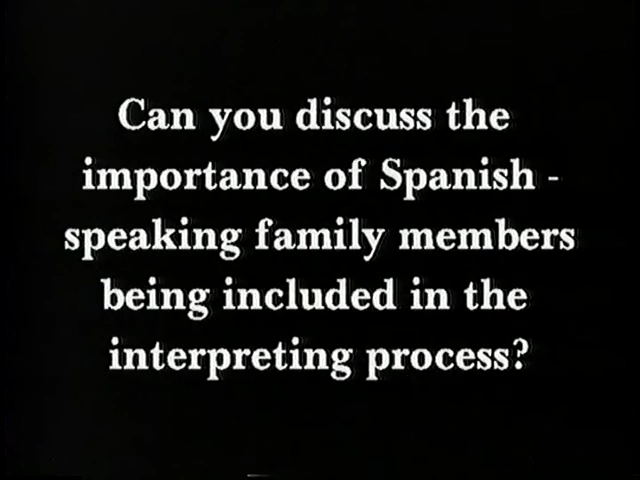 Can you discuss the
importance of Spanish -
speaking family members
being included in the
interpreting process?